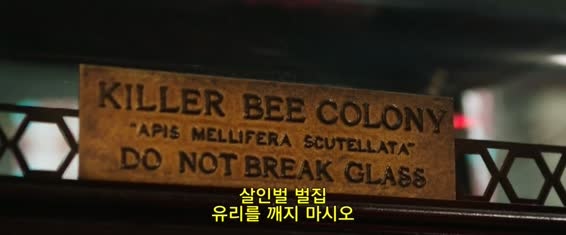 KILLER BEE COLONY
"APIS MELLIFERA SCUTELLATA"
DO NOT BREAK GLASS
살인벌 벌집
유리를 깨지 마시오